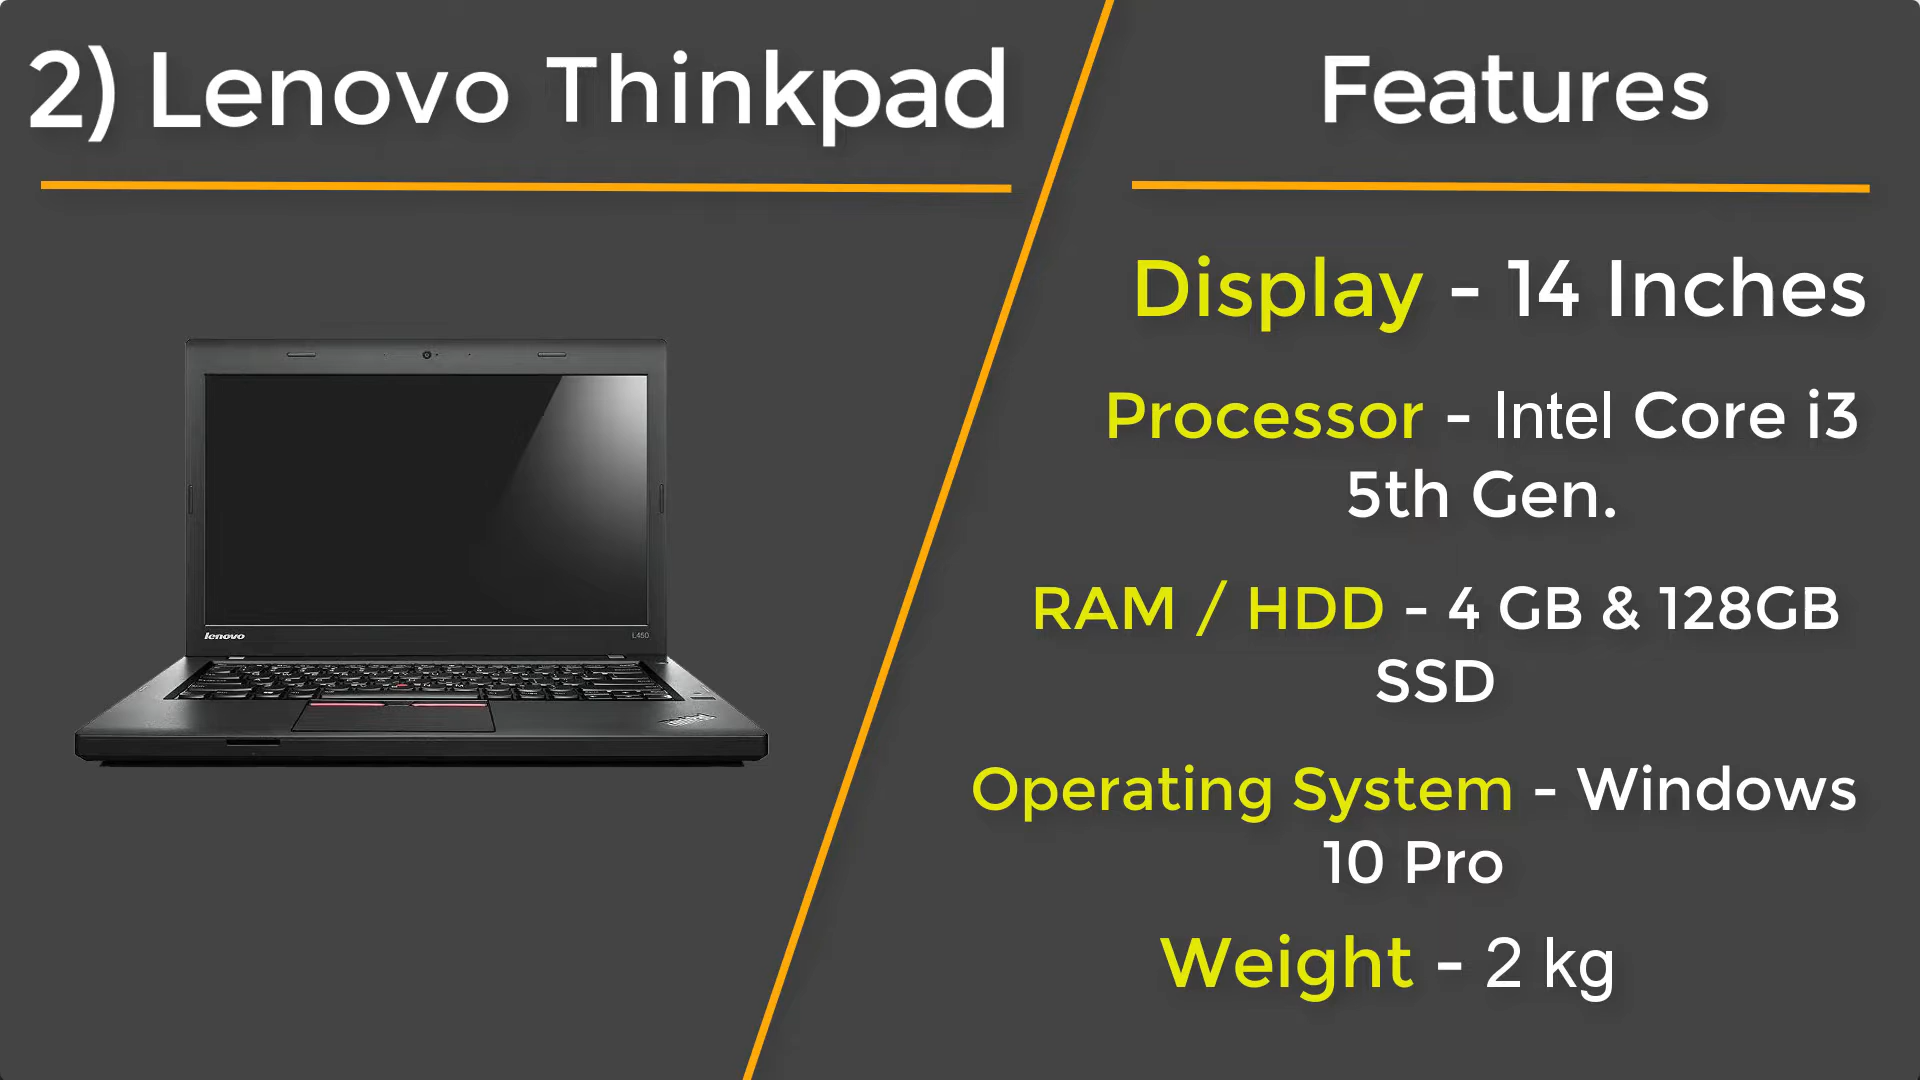 2) Lenovo Thinkpad
lenovo
L450
ThinkPad
Features
Display - 14 Inches
Processor - Intel Core i3
5th Gen.
RAM / HDD - 4 GB & 128GB
SSD
Operating System - Windows
10 Pro
Weight - 2 kg